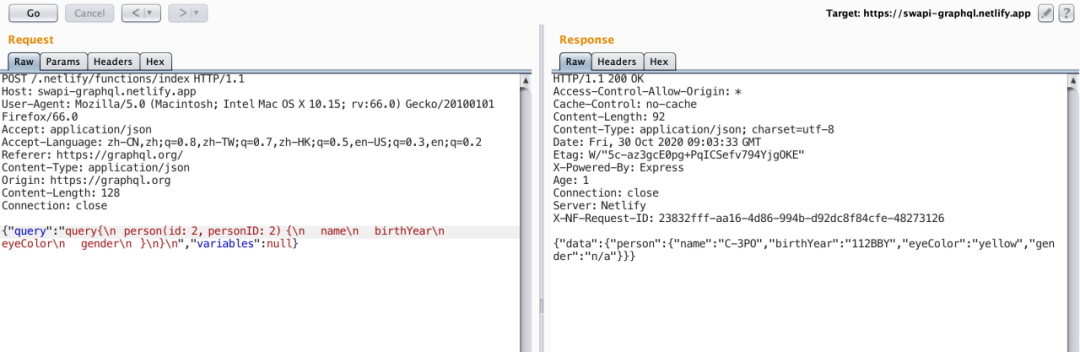 Go Cancel < > Target: https://swapi-graphql.netlify.app ?
Request
Raw Params Headers Hex
POST /.netlify/functions/index HTTP/1.1
Host: swapi-graphql.netlify.app
User-Agent: Mozilla/5.0 (Macintosh; Intel Mac OS X 10.15; rv:66.0) Gecko/20100101
Firefox/66.0
Accept: application/json
Accept-Language: zh-CN,zh;q=0.8,zh-TW;q=0.7,zh-HK;q=0.5,en-US;q=0.3,en;q=0.2
Referer: https://graphql.org/
Content-Type: application/json
Origin: https://graphql.org
Content-Length: 128
Connection: close
{"query":"query{\n person(id: 2, personID: 2) {\n name\n birthYear\n
eyeColor\n gender\n }\n}\n","variables":null}
Response
Raw Headers Hex
HTTP/1.1 200 OK
Access-Control-Allow-Origin: *
Cache-Control: no-cache
Content-Length: 92
Content-Type: application/json; charset=utf-8
Date: Fri, 30 Oct 2020 09:03:33 GMT
Etag: W/"5c-az3gcE0pg+PqICSefv794YjgOKE"
X-Powered-By: Express
Age: 1
Connection: close
Server: Netlify
X-NF-Request-ID: 23832fff-aa16-4d86-994b-d92dc8f84cfe-48273126
{"data":{"person":{"name":"C-3PO","birthYear":"112BBY","eyeColor":"yellow","gen
der":"n/a"}}}